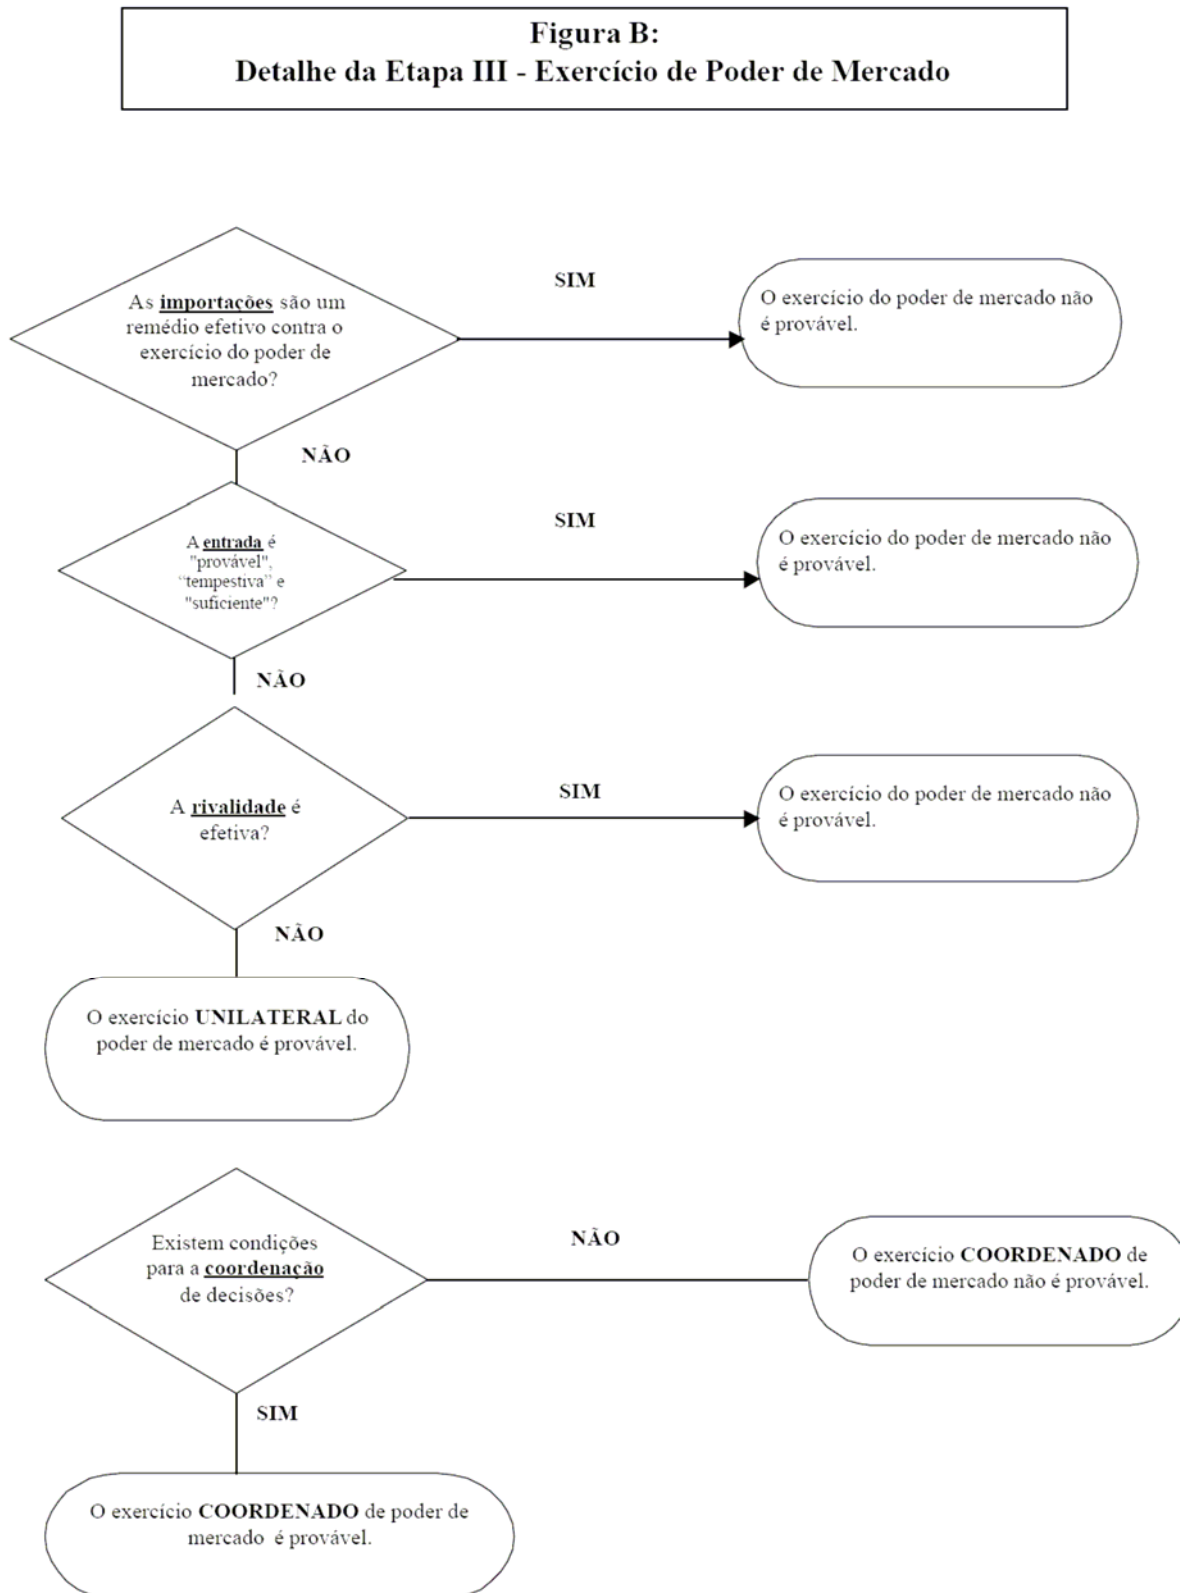 Figura B:
Detalhe da Etapa III - Exercício de Poder de Mercado
As importações são um
remédio efetivo contra o
exercício do poder de
mercado?
SIM
O exercício do poder de mercado não
é provável.
NÃO
A entrada é
"provável",
"tempestiva" e
"suficiente"?
SIM
O exercício do poder de mercado não
é provável.
NÃO
A rivalidade é
efetiva?
SIM
O exercício do poder de mercado não
é provável.
NÃO
O exercício UNILATERAL do
poder de mercado é provável.
Existem condições
para a coordenação
de decisões?
NÃO
O exercício COORDENADO de
poder de mercado não é provável.
SIM
O exercício COORDENADO de poder de
mercado é provável.